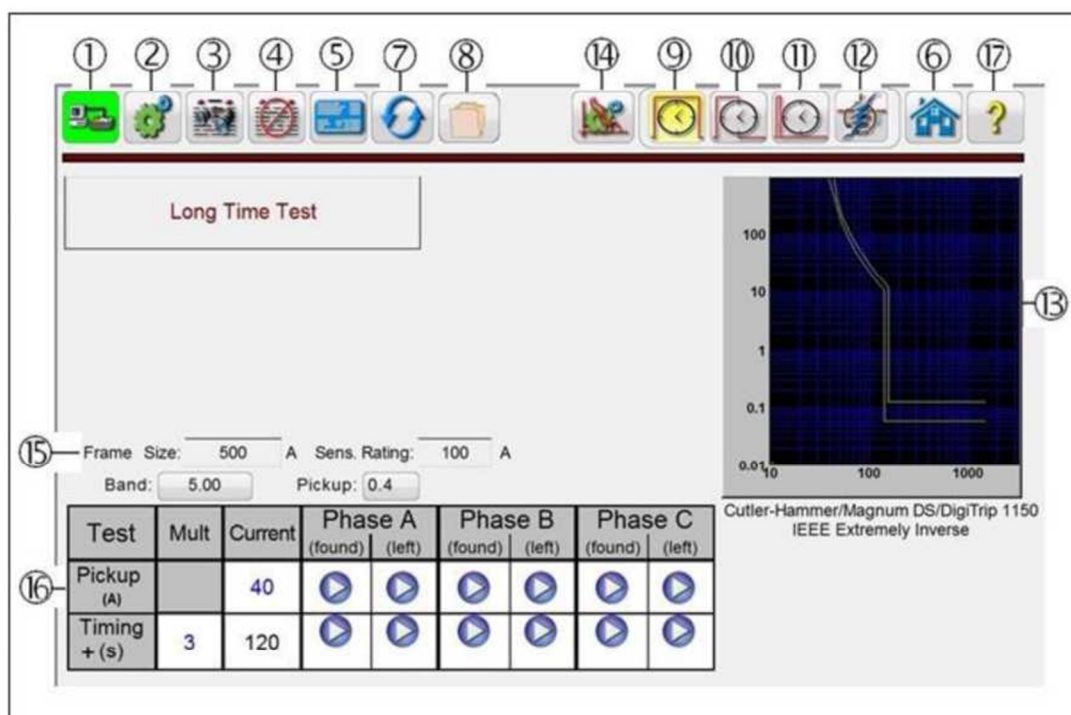 ① ② ③ ④ ⑤ ⑦ ⑧ ⑭ ⑨ ⑩ ⑪ ⑫ ⑥ ⑰
?
Long Time Test
100
10
1
0.1
0.01
10 100 1000
⑬
Cutler-Hammer/Magnum DS/DigiTrip 1150
IEEE Extremely Inverse
⑮ Frame Size: 500 A Sens. Rating: 100 A
Band: 5.00 Pickup: 0.4
Test Mult Current Phase A Phase B Phase C
(found) (left) (found) (left) (found) (left)
⑯ Pickup
(A) 40
Timing
+ (s) 3 120